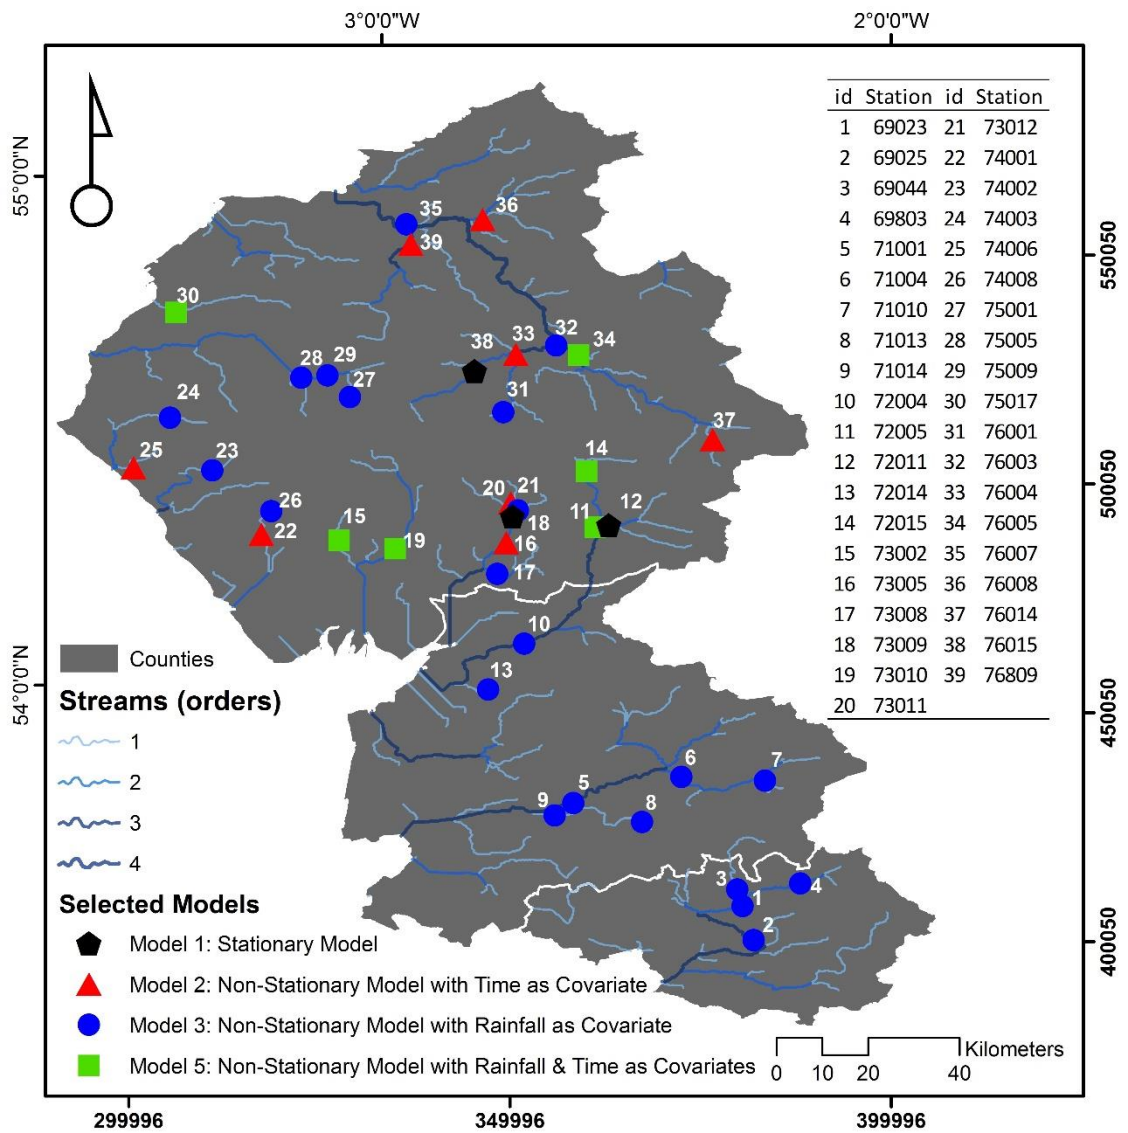 3°0'0"W 2°0'0"W
55°0'0"N
54°0'0"N
550050
500050
450050
400050
299996 349996 399996
id Station id Station
1 69023 21 73012
2 69025 22 74001
3 69044 23 74002
4 69803 24 74003
5 71001 25 74006
6 71004 26 74008
7 71010 27 75001
8 71013 28 75005
9 71014 29 75009
10 72004 30 75017
11 72005 31 76001
12 72011 32 76003
13 72014 33 76004
14 72015 34 76005
15 73002 35 76007
16 73005 36 76008
17 73008 37 76014
18 73009 38 76015
19 73010 39 76809
20 73011
35 36
39
30
38 33 32 34
28 29
27
24
31
37
25 23
14
20 21
26
18
11 12
22 15 19
16
17
10
13
6 7
5
9 8
3 4
1
2
Counties
Streams (orders)
1
2
3
4
Selected Models
Model 1: Stationary Model
Model 2: Non-Stationary Model with Time as Covariate
Model 3: Non-Stationary Model with Rainfall as Covariate
Model 5: Non-Stationary Model with Rainfall & Time as Covariates
Kilometers
0 10 20 40